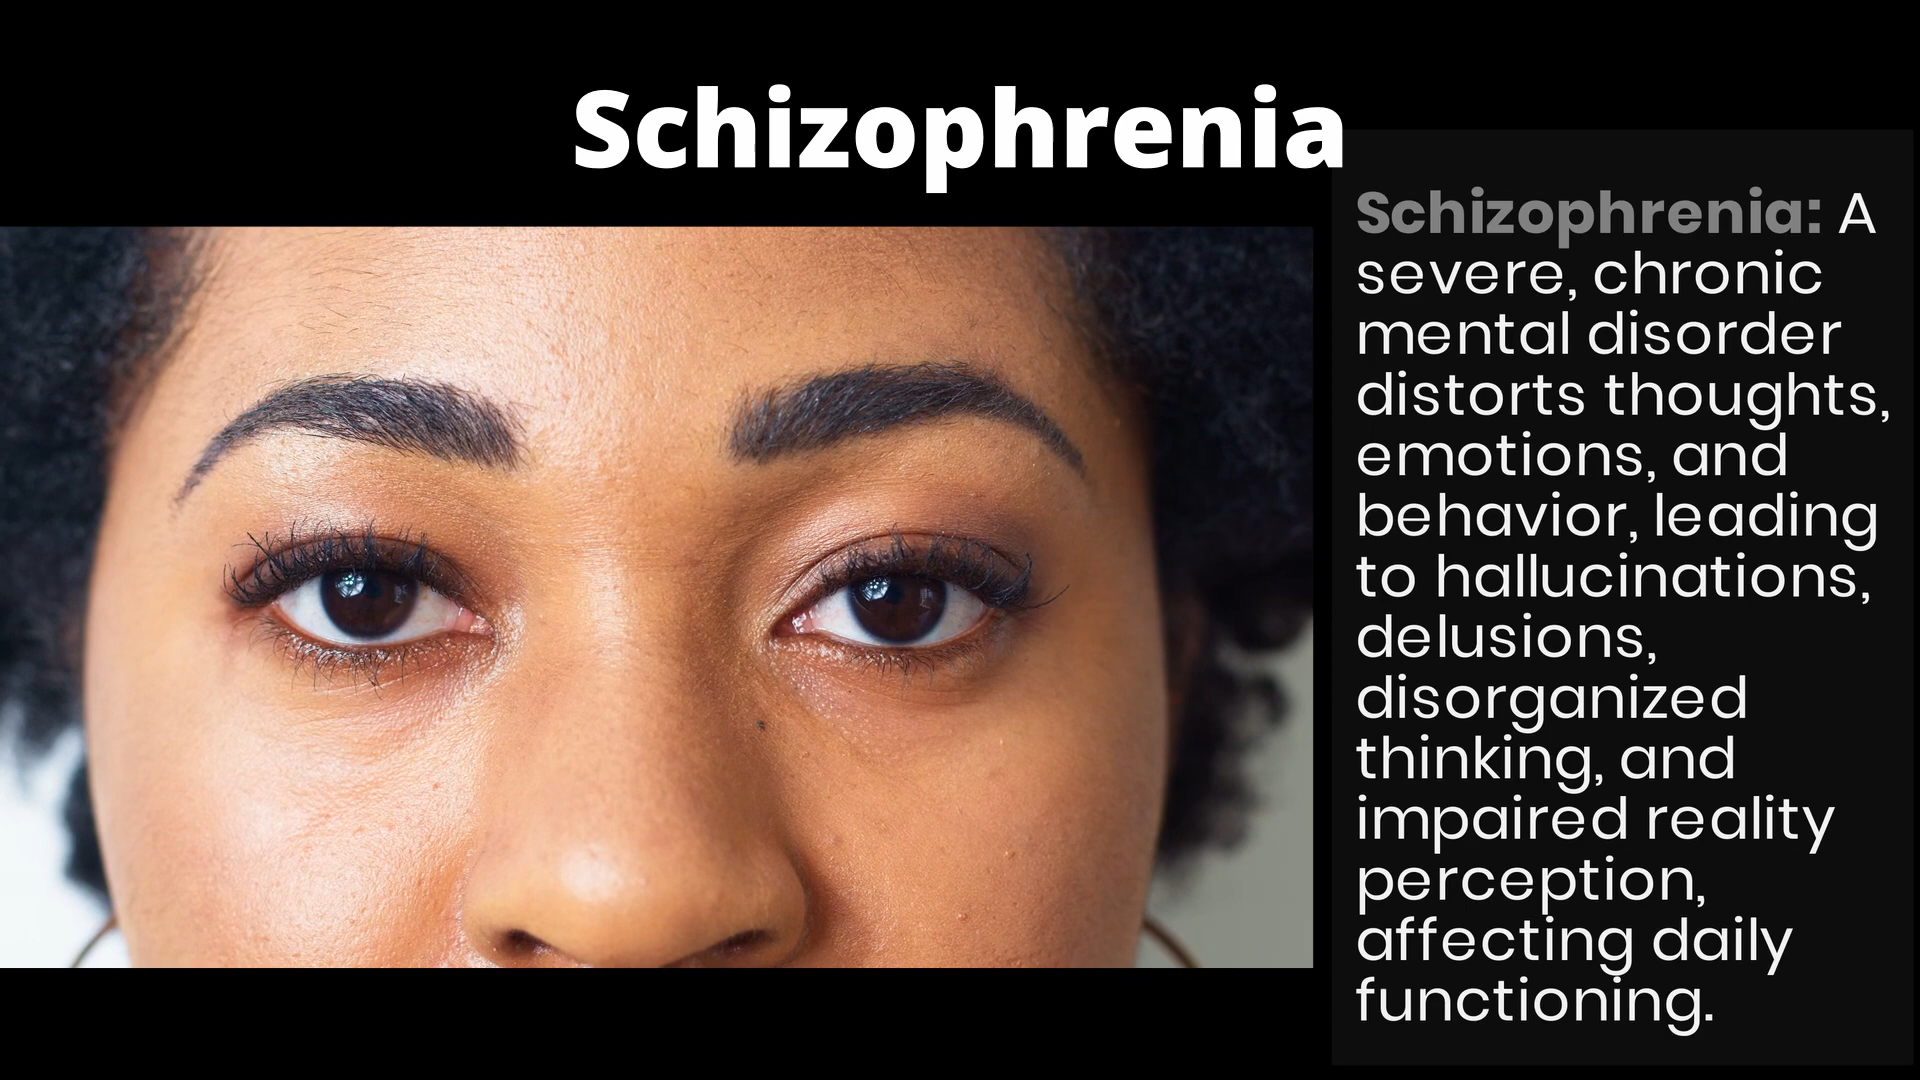 Schizophrenia
Schizophrenia: A
severe, chronic
mental disorder
distorts thoughts,
emotions, and
behavior, leading
to hallucinations,
delusions,
disorganized
thinking, and
impaired reality
perception,
affecting daily
functioning.